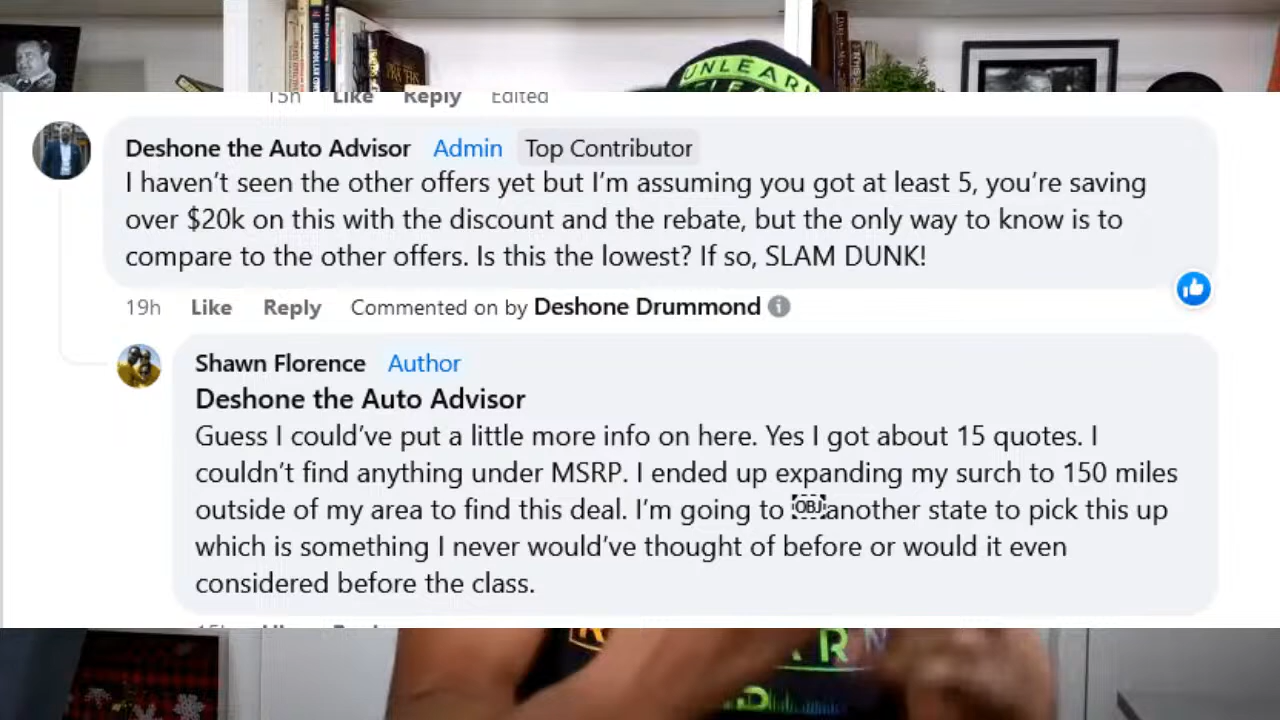 UNLEARN
MILLION DOLLAR
15h Like Reply Edited
Deshone the Auto Advisor Admin Top Contributor
I haven’t seen the other offers yet but I’m assuming you got at least 5, you’re saving
over $20k on this with the discount and the rebate, but the only way to know is to
compare to the other offers. Is this the lowest? If so, SLAM DUNK!
19h Like Reply Commented on by Deshone Drummond
Shawn Florence Author
Deshone the Auto Advisor
Guess I could’ve put a little more info on here. Yes I got about 15 quotes. I
couldn’t find anything under MSRP. I ended up expanding my surch to 150 miles
outside of my area to find this deal. I’m going to OBJ another state to pick this up
which is something I never would’ve thought of before or would it even
considered before the class.